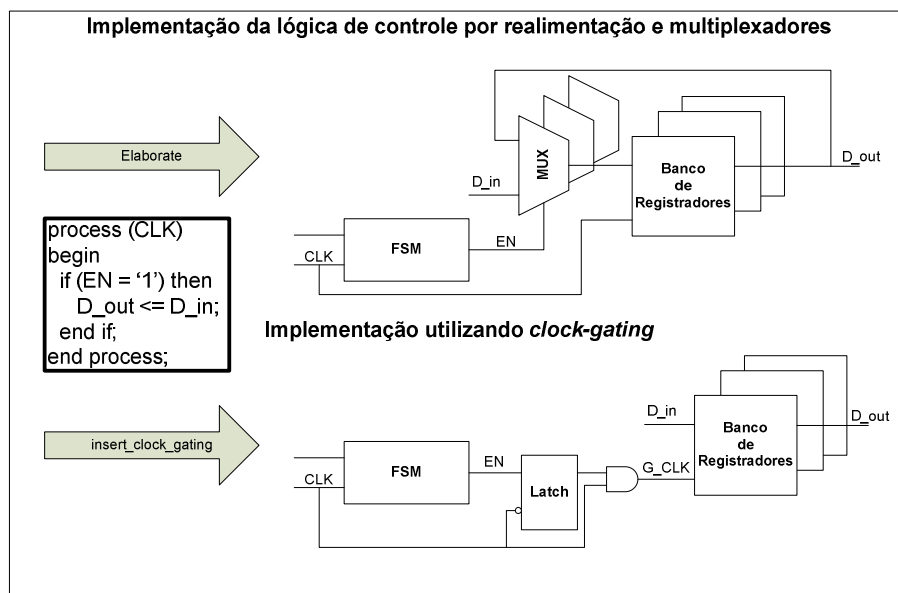 Implementação da lógica de controle por realimentação e multiplexadores
Elaborate
MUX
D_in
Banco
de
Registradores
D_out
FSM
EN
CLK
process (CLK)
begin
if (EN = ‘1’) then
D_out <= D_in;
end if;
end process;
Implementação utilizando clock-gating
insert_clock_gating
D_in
Banco
de
Registradores
D_out
FSM
EN
CLK
Latch
G_CLK